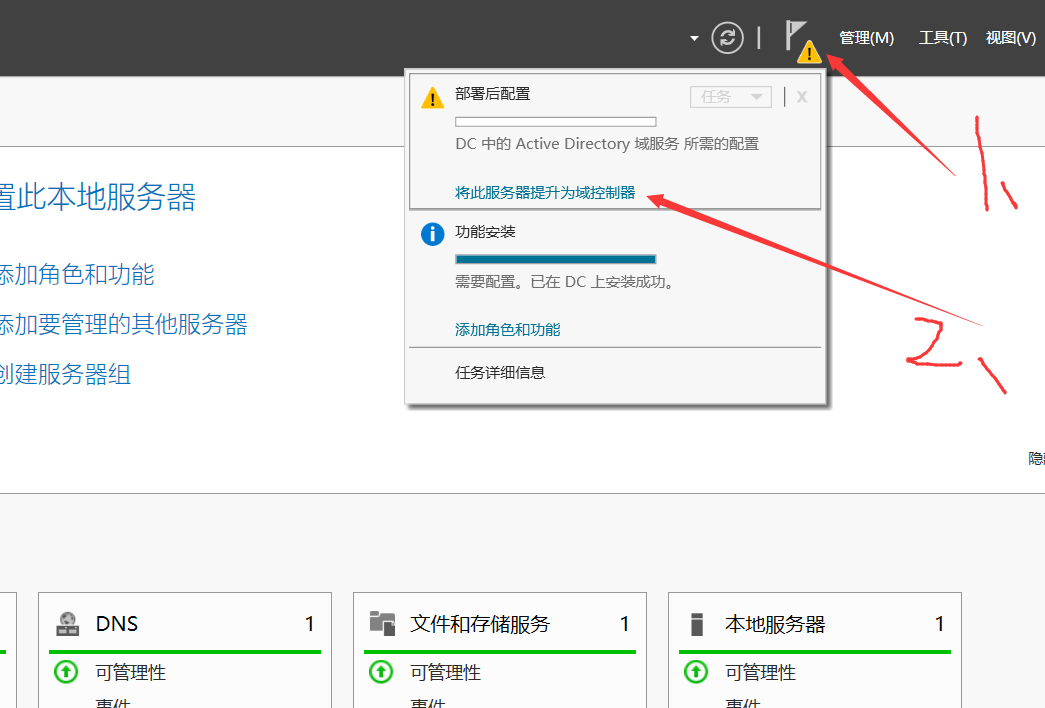 管理(M) 工具(T) 视图(V)
部署后配置
任务 X
DC 中的 Active Directory 域服务 所需的配置
将此服务器提升为域控制器
1、
置此本地服务器
功能安装
添加角色和功能
需要配置。已在 DC 上安装成功。
添加要管理的其他服务器
添加角色和功能
2、
创建服务器组
任务详细信息
隐藏
DNS 1
文件和存储服务 1
本地服务器 1
可管理性
可管理性
可管理性
事件
事件
事件